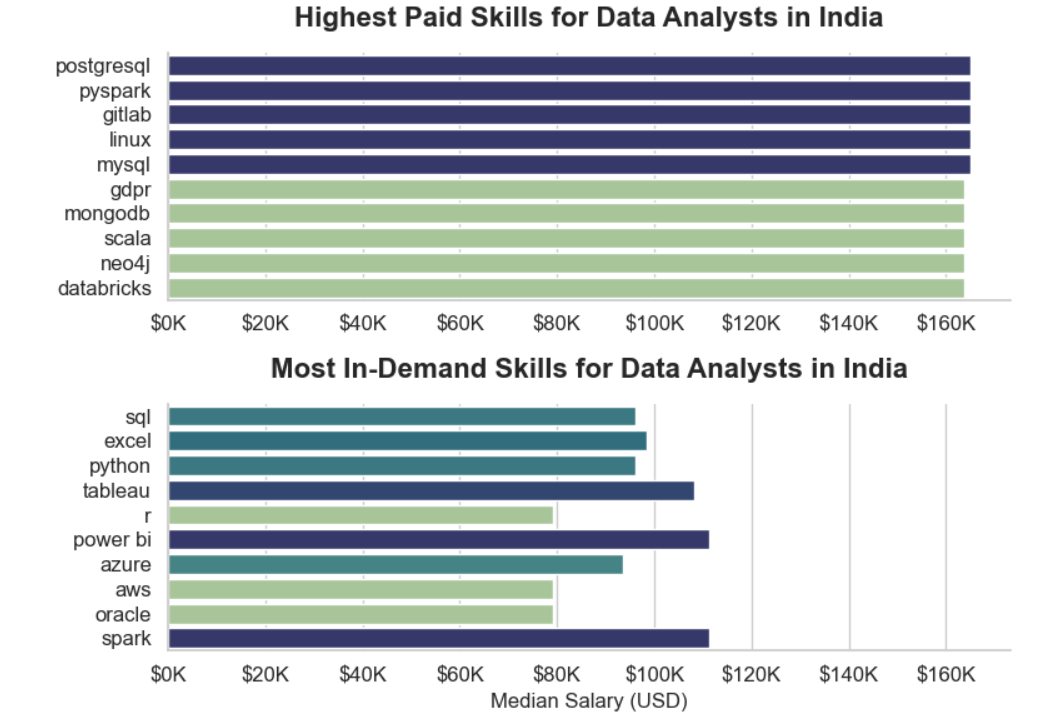 Highest Paid Skills for Data Analysts in India
postgresql
pyspark
gitlab
linux
mysql
gdpr
mongodb
scala
neo4j
databricks
$0K $20K $40K $60K $80K $100K $120K $140K $160K
Most In-Demand Skills for Data Analysts in India
sql
excel
python
tableau
r
power bi
azure
aws
oracle
spark
$0K $20K $40K $60K $80K $100K $120K $140K $160K
Median Salary (USD)